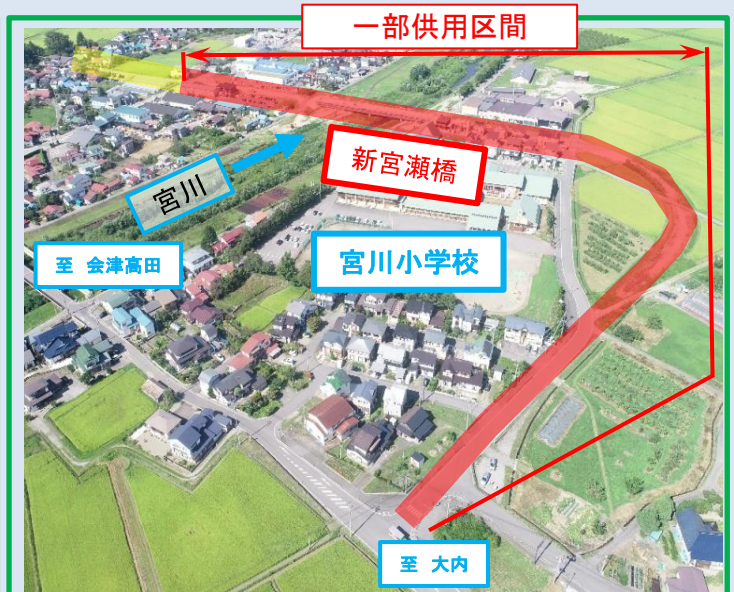 一部供用区間
新宮瀬橋
宮川
至 会津高田
宮川小学校
至 大内